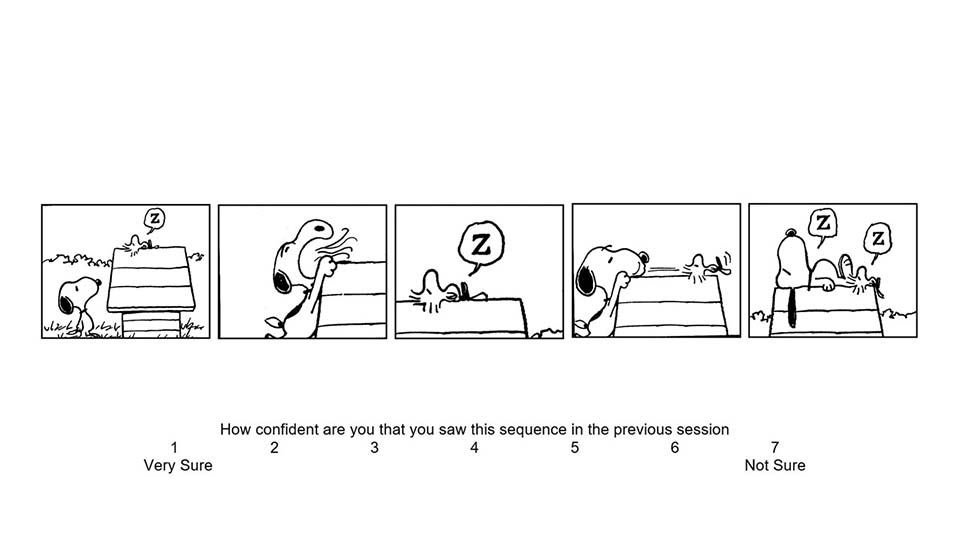 Z
Z
Z
Z
How confident are you that you saw this sequence in the previous session
1 2 3 4 5 6 7
Very Sure Not Sure